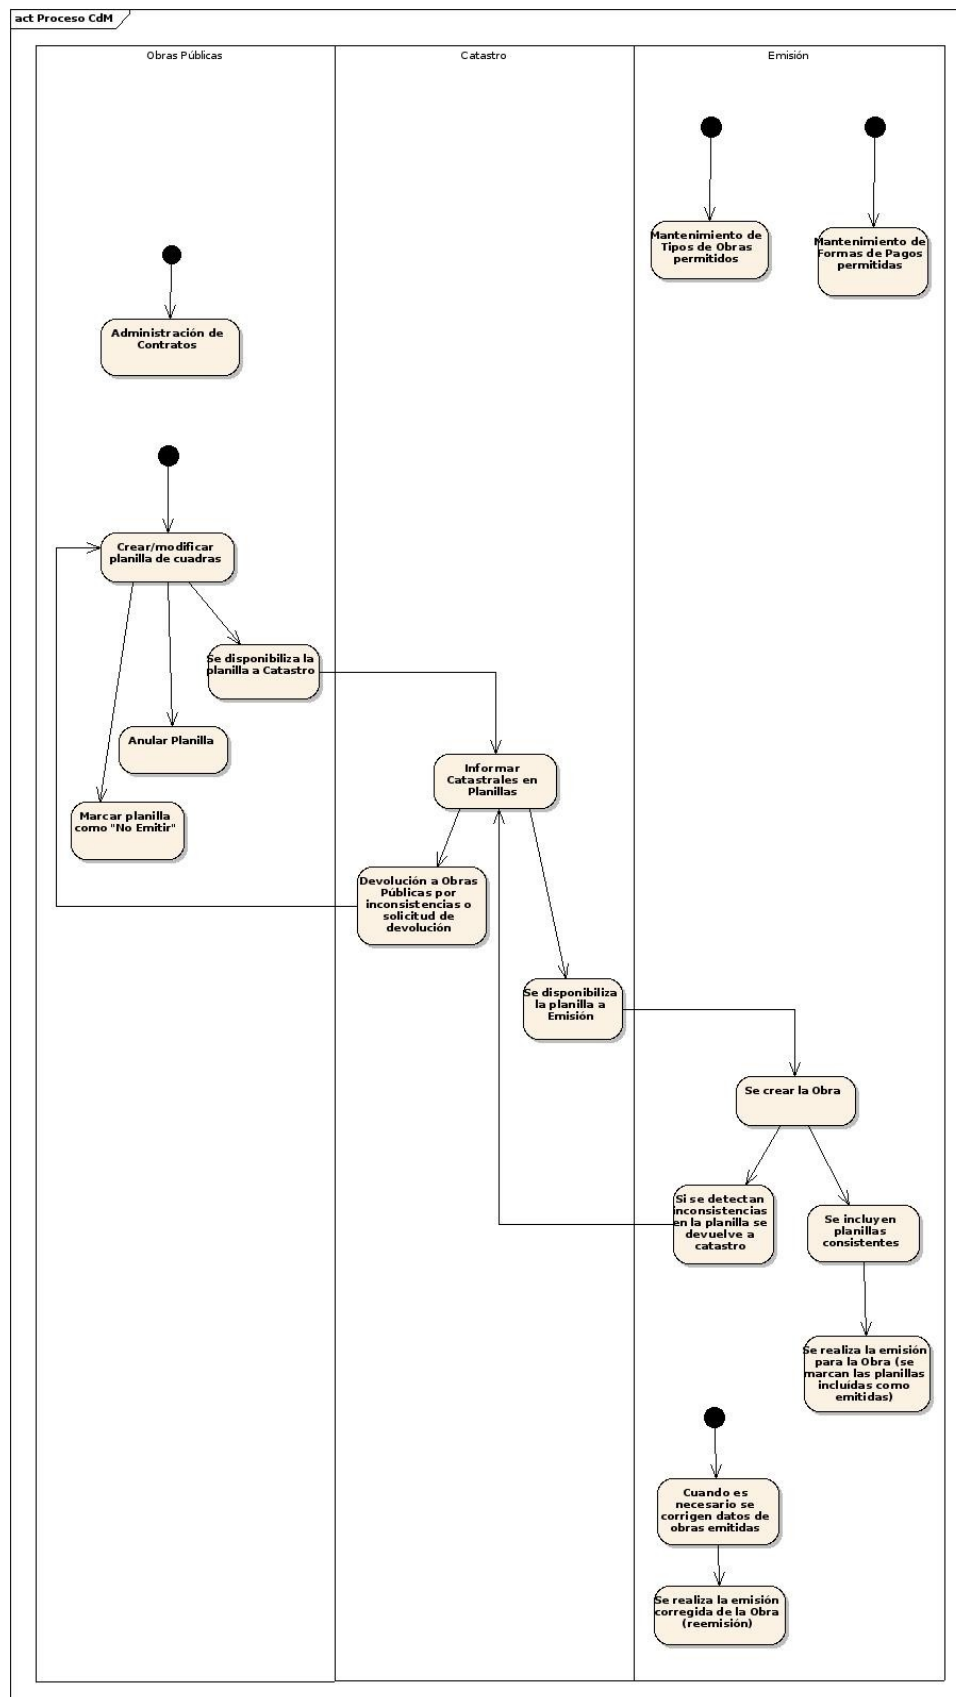 act Proceso CdM
Obras Públicas
Catastro
Emisión
Mantenimiento de
Tipos de Obras
permitidos
Mantenimiento de
Formas de Pagos
permitidas
Administración de
Contratos
Crear/modificar
planilla de cuadras
Se disponibiliza la
planilla a Catastro
Anular Planilla
Informar
Catastrales en
Planillas
Marcar planilla
como "No Emitir"
Devolución a Obras
Públicas por
inconsistencias o
solicitud de
devolución
Se disponibiliza
la planilla a
Emisión
Se crear la Obra
Si se detectan
inconsistencias
en la planilla se
devuelve a
catastro
Se incluyen
planillas
consistentes
Se realiza la emisión
para la Obra (se
marcan las planillas
incluídas como
emitidas)
Cuando es
necesario se
corrigen datos de
obras emitidas
Se realiza la emisión
corregida de la Obra
(reemisión)